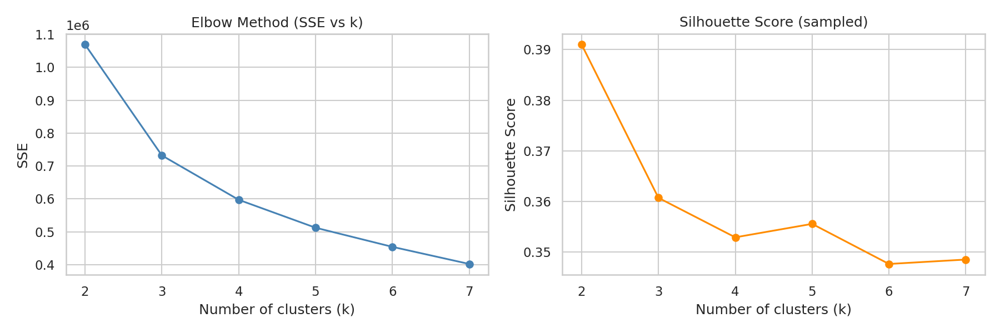 Elbow Method (SSE vs k)
1e6
1.1
1.0
0.9
0.8
0.7
0.6
0.5
0.4
SSE
2 3 4 5 6 7
Number of clusters (k)
Silhouette Score (sampled)
0.39
0.38
0.37
0.36
0.35
Silhouette Score
2 3 4 5 6 7
Number of clusters (k)